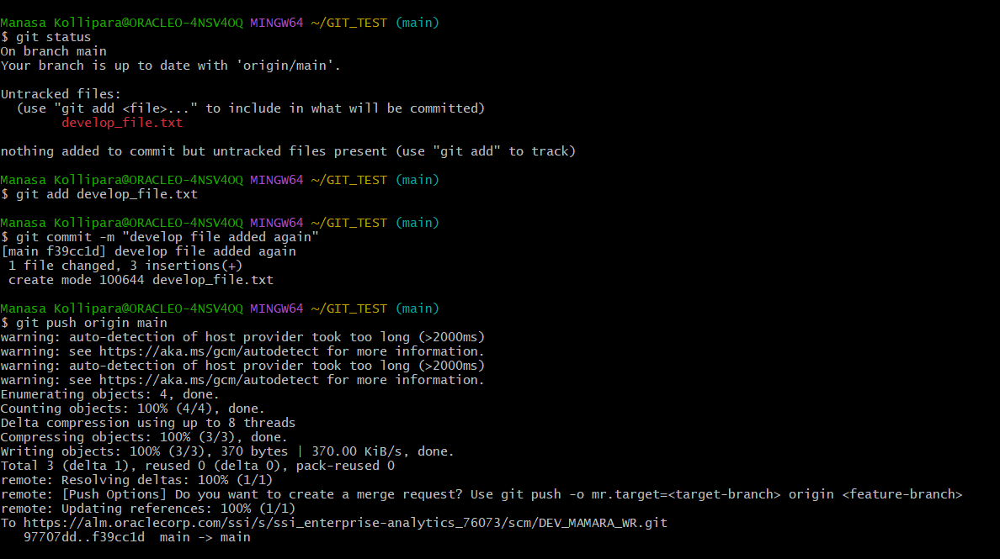 Manasa Kollipara@ORACLEO-4NSV4OQ MINGW64 ~/GIT_TEST (main)
$ git status
On branch main
Your branch is up to date with 'origin/main'.
Untracked files:
  (use "git add <file>..." to include in what will be committed)
        develop_file.txt
nothing added to commit but untracked files present (use "git add" to track)
Manasa Kollipara@ORACLEO-4NSV4OQ MINGW64 ~/GIT_TEST (main)
$ git add develop_file.txt
Manasa Kollipara@ORACLEO-4NSV4OQ MINGW64 ~/GIT_TEST (main)
$ git commit -m "develop file added again"
[main f39cc1d] develop file added again
 1 file changed, 3 insertions(+)
 create mode 100644 develop_file.txt
Manasa Kollipara@ORACLEO-4NSV4OQ MINGW64 ~/GIT_TEST (main)
$ git push origin main
warning: auto-detection of host provider took too long (>2000ms)
warning: see https://aka.ms/gcm/autodetect for more information.
warning: auto-detection of host provider took too long (>2000ms)
warning: see https://aka.ms/gcm/autodetect for more information.
Enumerating objects: 4, done.
Counting objects: 100% (4/4), done.
Delta compression using up to 8 threads
Compressing objects: 100% (3/3), done.
Writing objects: 100% (3/3), 370 bytes | 370.00 KiB/s, done.
Total 3 (delta 1), reused 0 (delta 0), pack-reused 0
remote: Resolving deltas: 100% (1/1)
remote: [Push Options] Do you want to create a merge request? Use git push -o mr.target=<target-branch> origin <feature-branch>
remote: Updating references: 100% (1/1)
To https://alm.oraclecorp.com/ssi/s/ssi_enterprise-analytics_76073/scm/DEV_MAMARA_WR.git
   97707dd..f39cc1d  main -> main